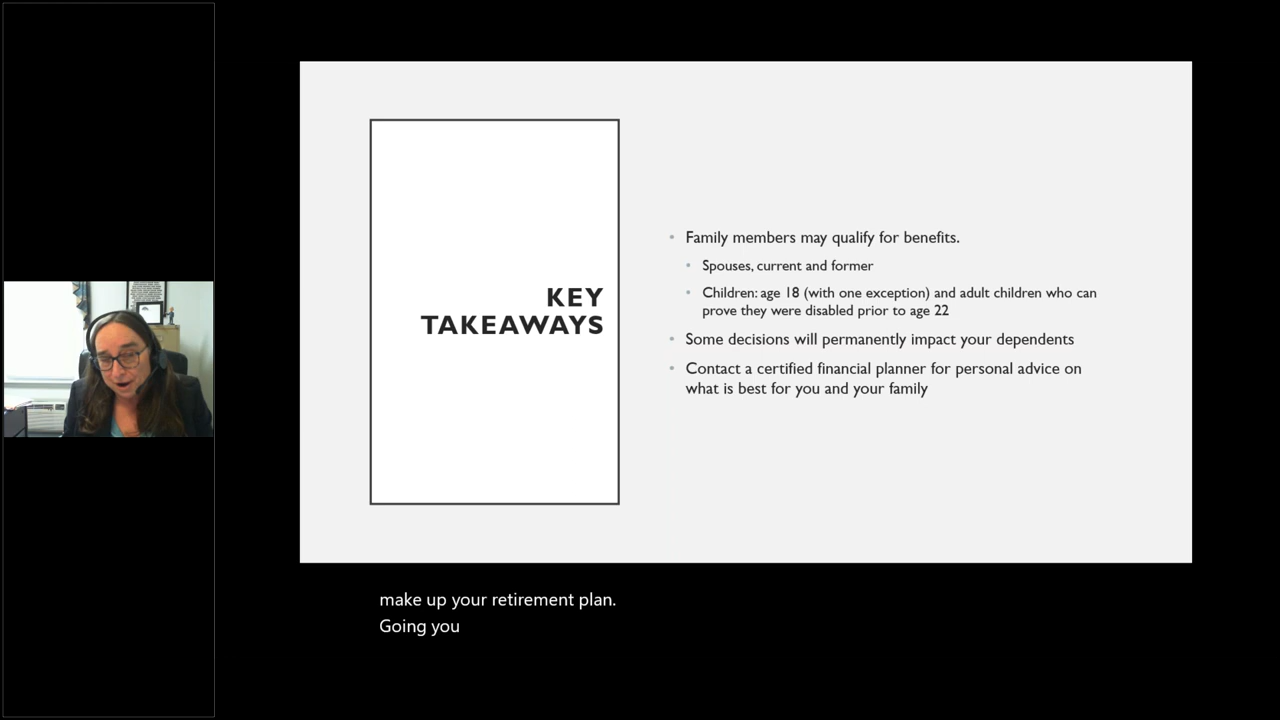 KEY
TAKEAWAYS
• Family members may qualify for benefits.
• Spouses, current and former
• Children: age 18 (with one exception) and adult children who can
prove they were disabled prior to age 22
• Some decisions will permanently impact your dependents
• Contact a certified financial planner for personal advice on
what is best for you and your family
make up your retirement plan.
Going you